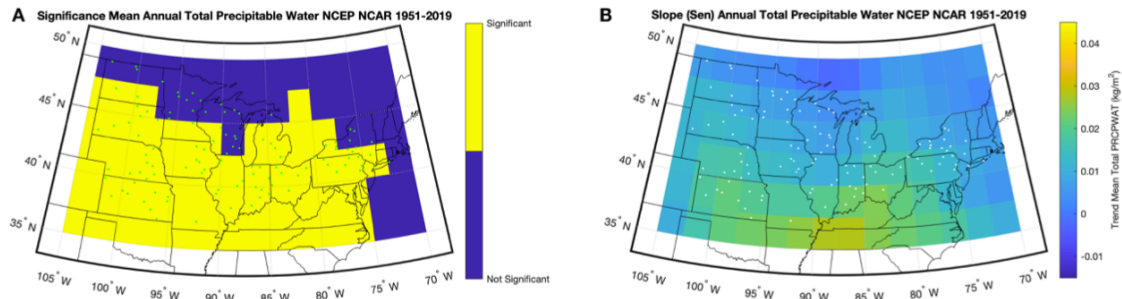 A
Significance Mean Annual Total Precipitable Water NCEP NCAR 1951-2019
50° N
45° N
40° N
35° N
105° W
100° W
95° W
90° W
85° W
80° W
75° W
70° W
Significant
Not Significant
B
Slope (Sen) Annual Total Precipitable Water NCEP NCAR 1951-2019
50° N
45° N
40° N
35° N
105° W
100° W
95° W
90° W
85° W
80° W
75° W
70° W
0.04
0.03
0.02
0.01
0
-0.01
Trend Mean Total PRCPWAT (kg/m²)